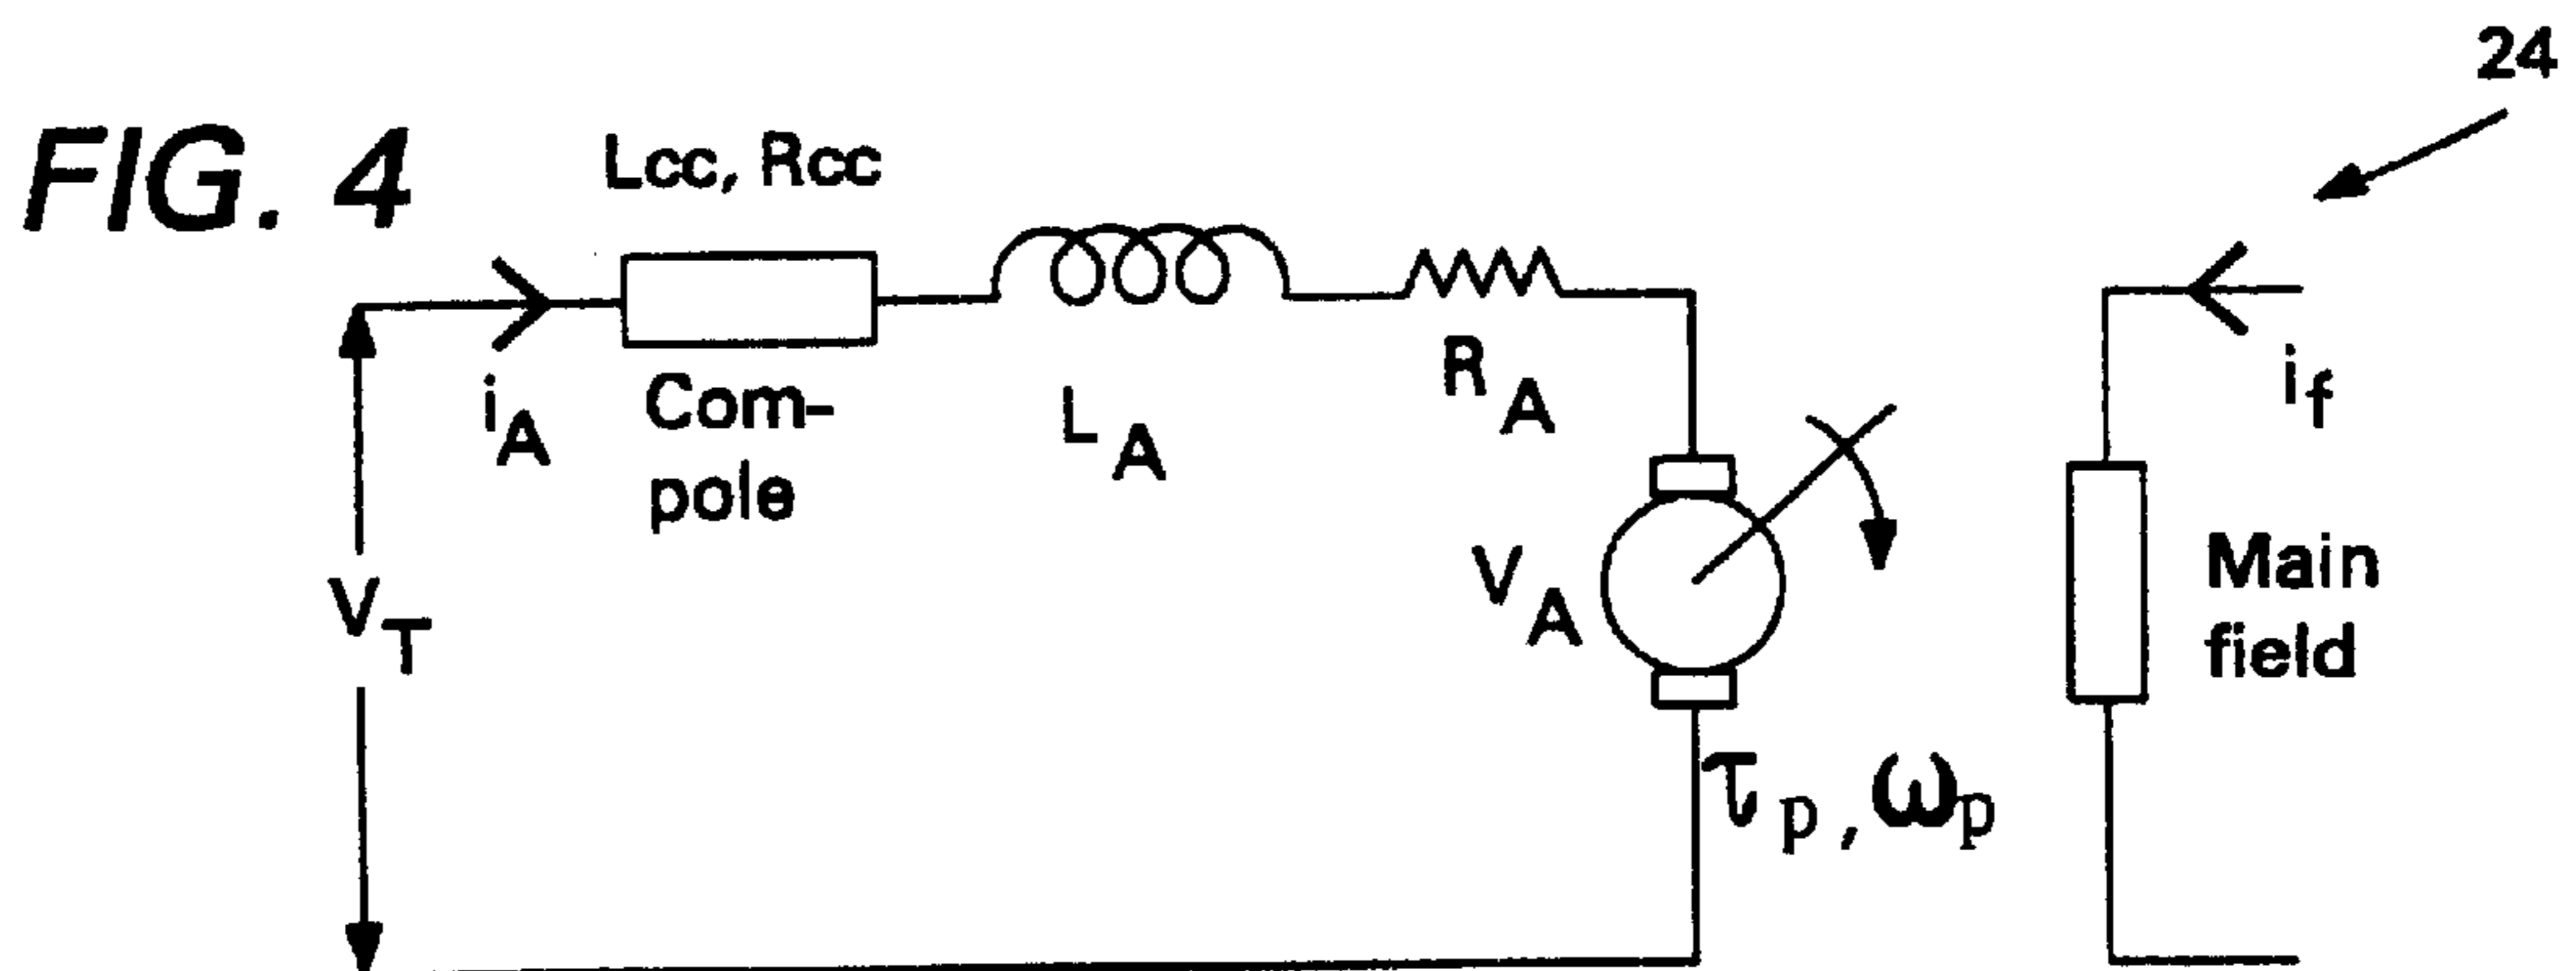 24
FIG. 4
Lcc, Rcc
iA
Com-
pole
LA
RA
if
VT
VA
Main
field
τp, ωp